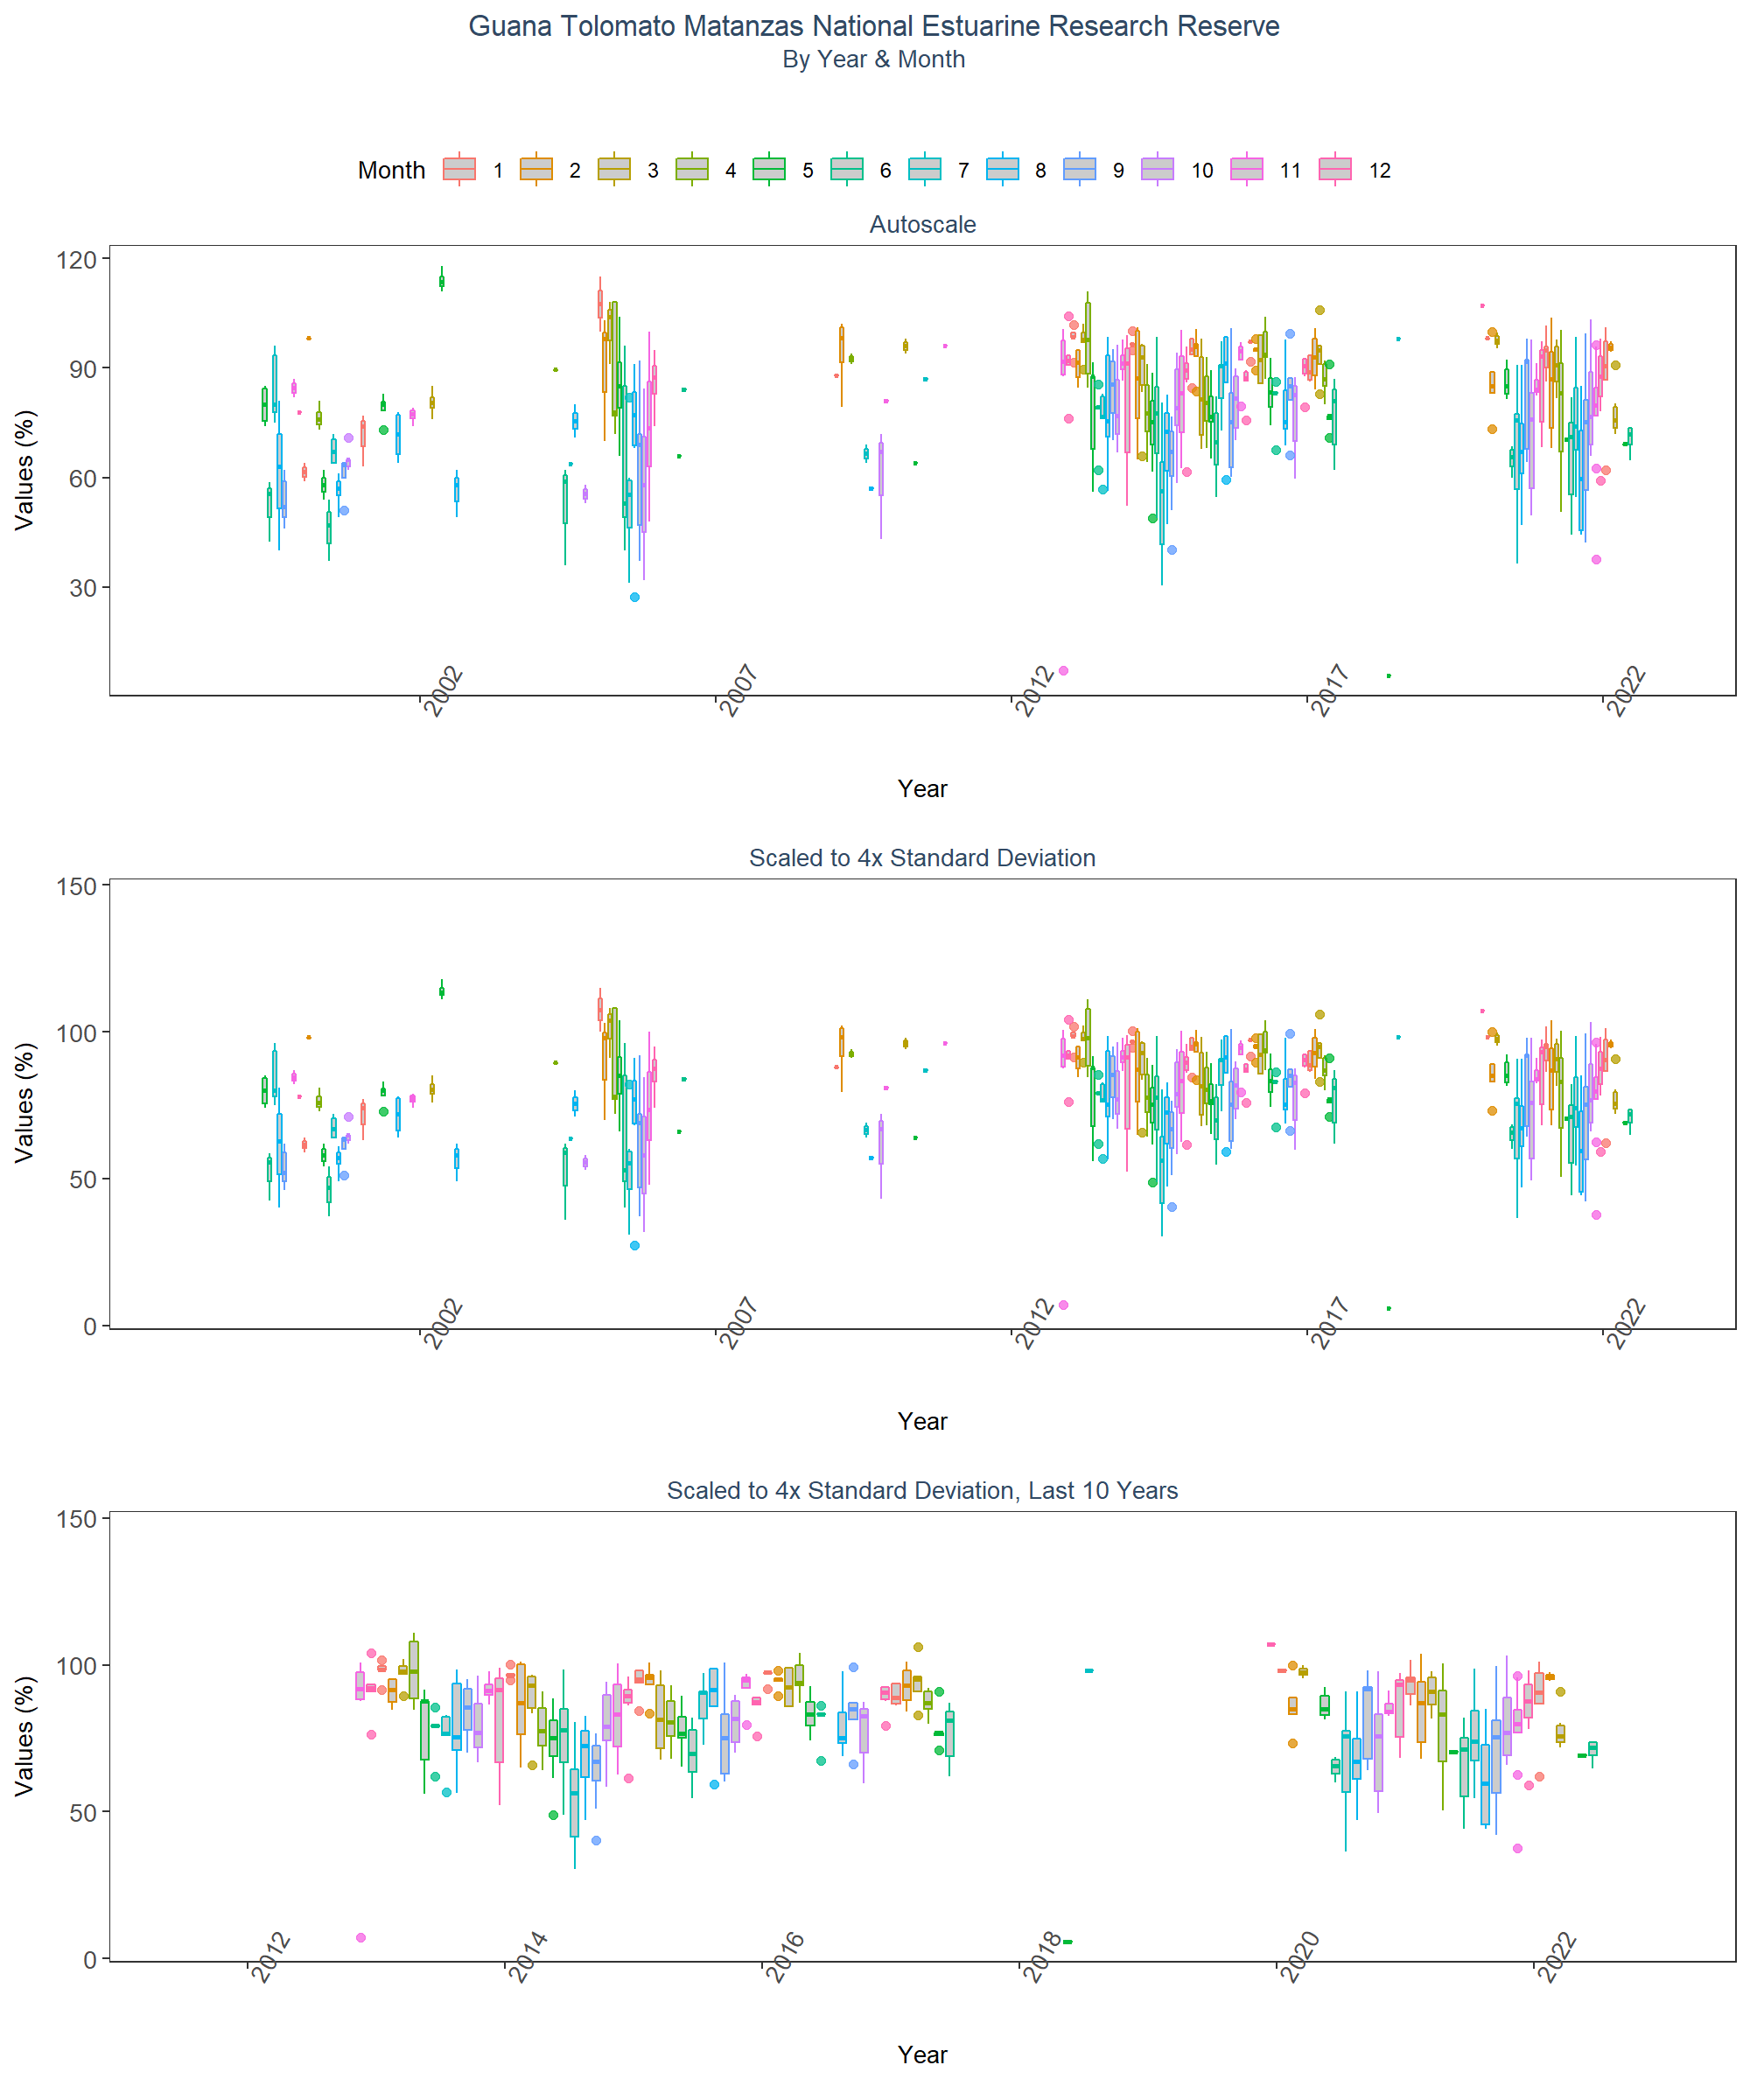 Guana Tolomato Matanzas National Estuarine Research Reserve
By Year & Month
Month 1 2 3 4 5 6 7 8 9 10 11 12
Autoscale
120
90
60
30
Values (%)
2002 2007 2012 2017 2022
Year
Scaled to 4x Standard Deviation
150
100
50
0
Values (%)
2002 2007 2012 2017 2022
Year
Scaled to 4x Standard Deviation, Last 10 Years
150
100
50
0
Values (%)
2012 2014 2016 2018 2020 2022
Year